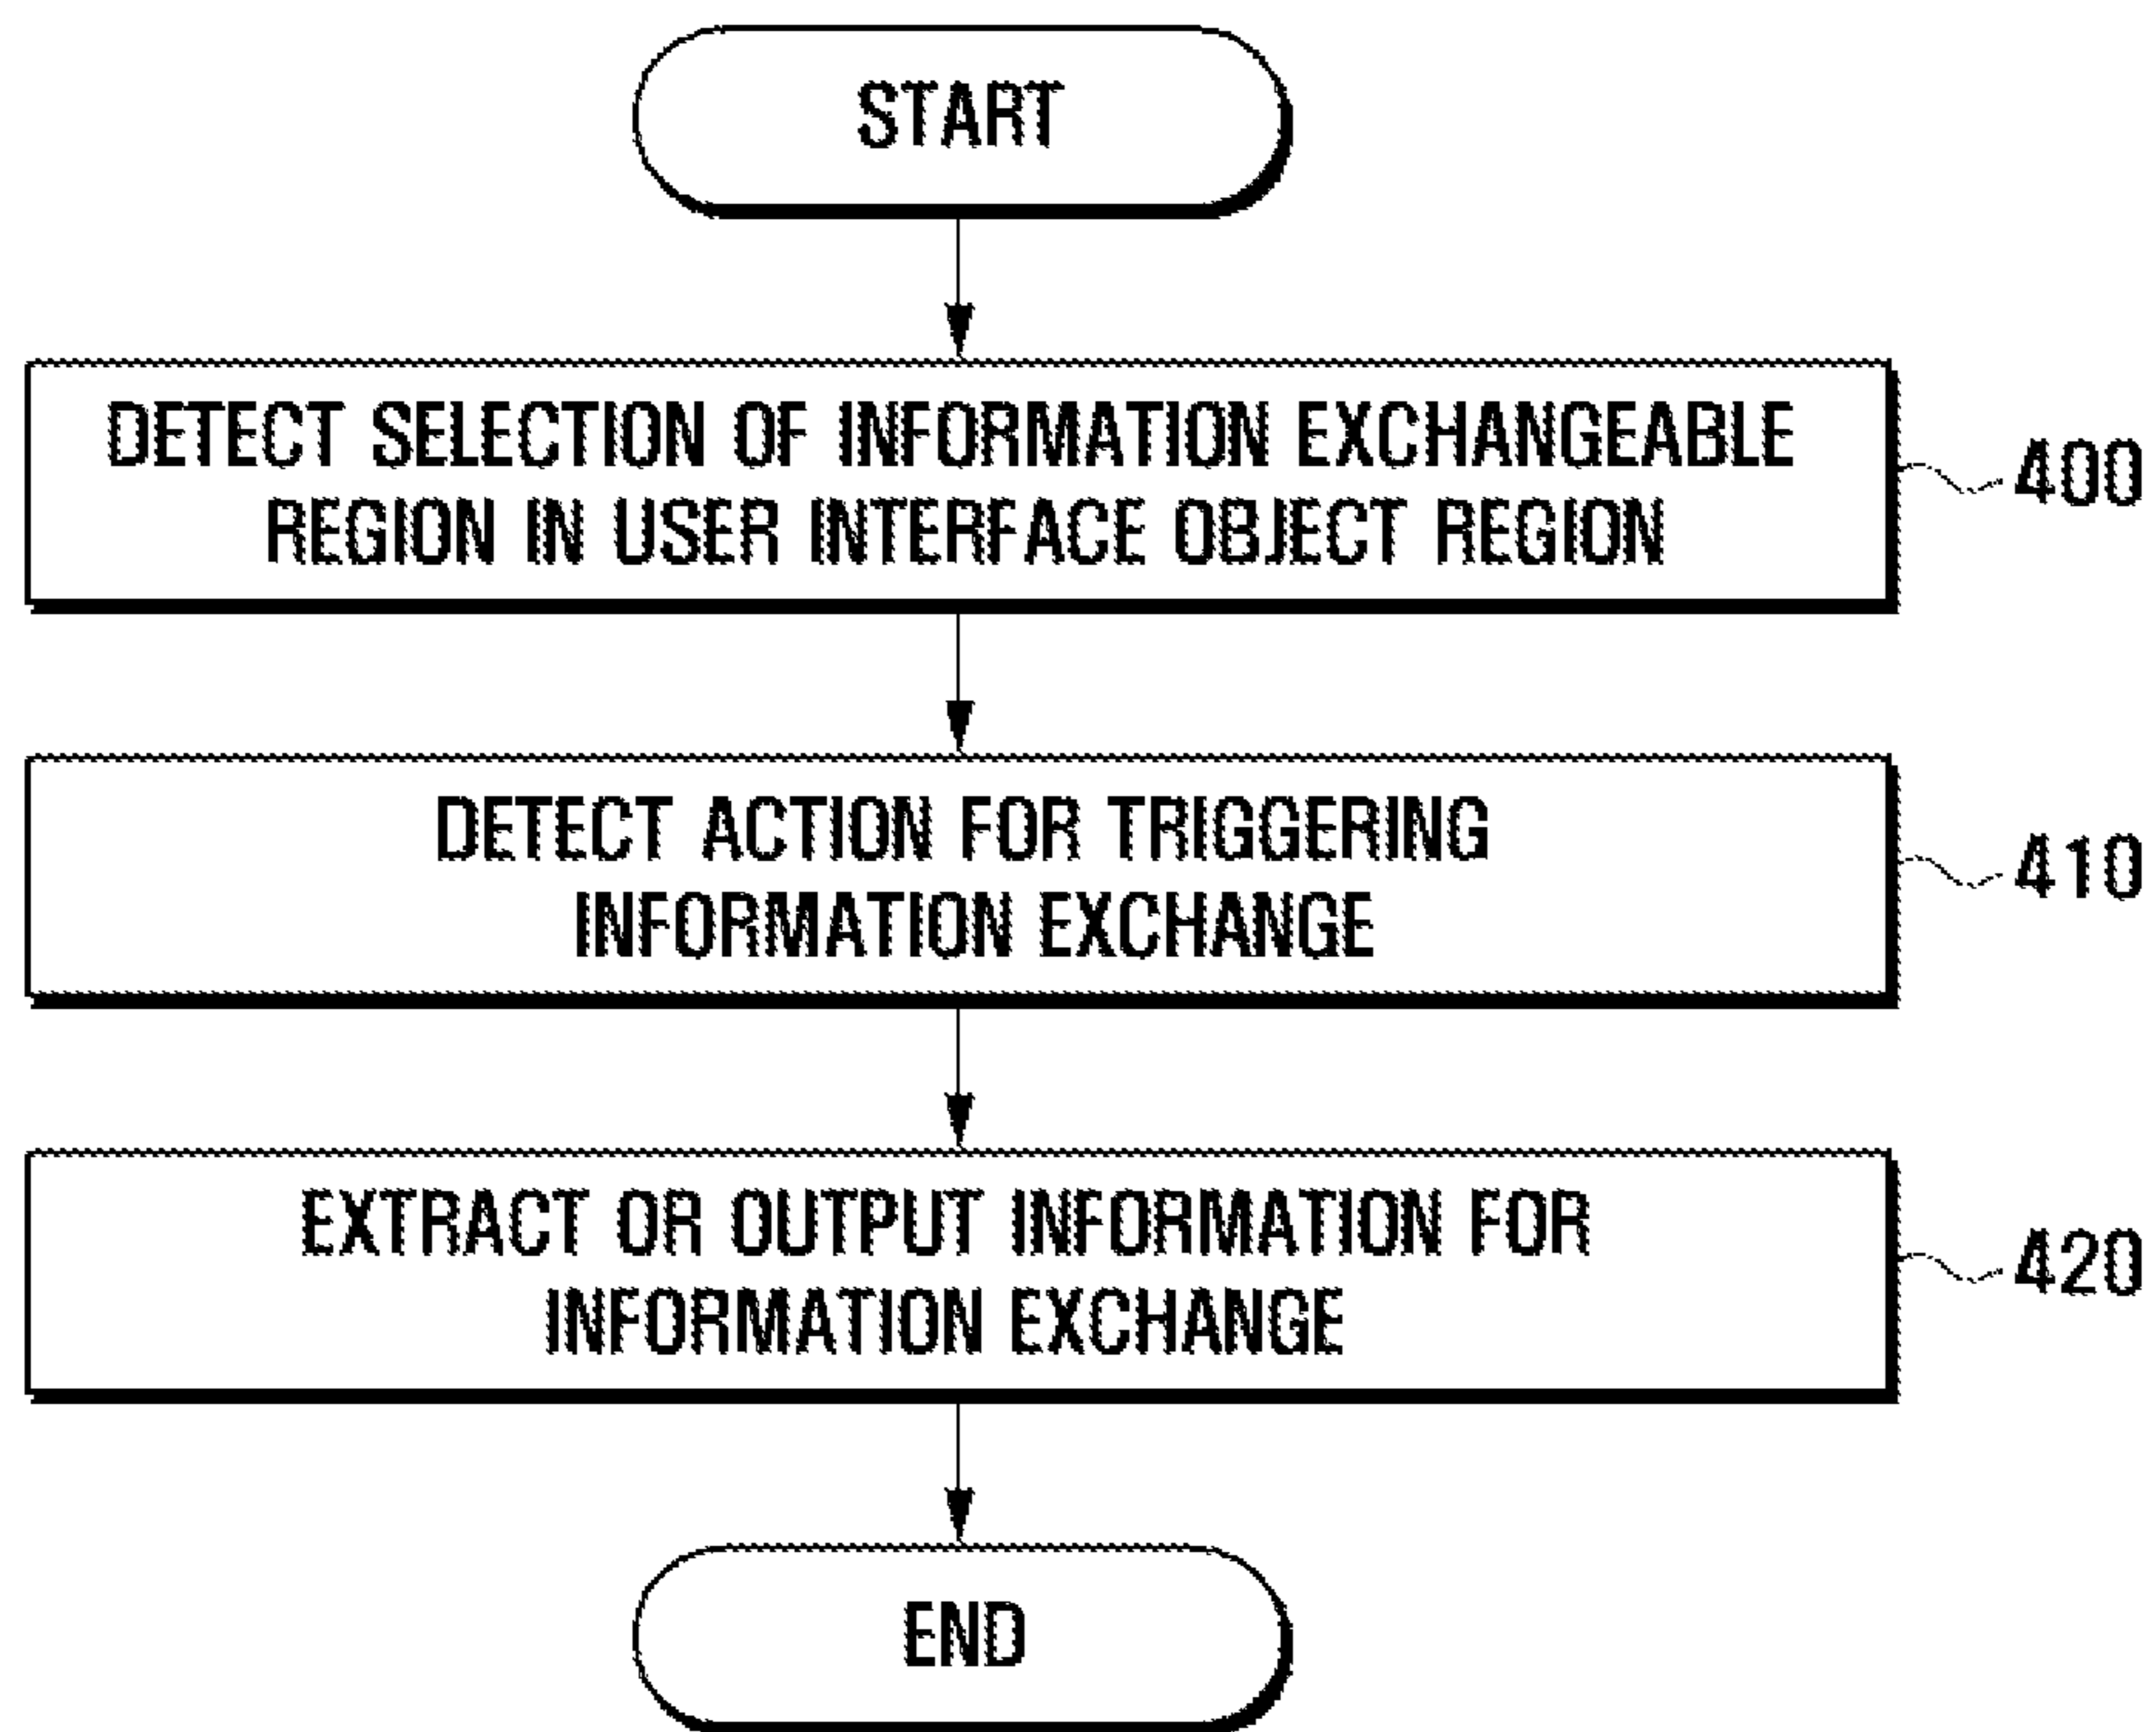 START
DETECT SELECTION OF INFORMATION EXCHANGEABLE
REGION IN USER INTERFACE OBJECT REGION
400
DETECT ACTION FOR TRIGGERING
INFORMATION EXCHANGE
410
EXTRACT OR OUTPUT INFORMATION FOR
INFORMATION EXCHANGE
420
END